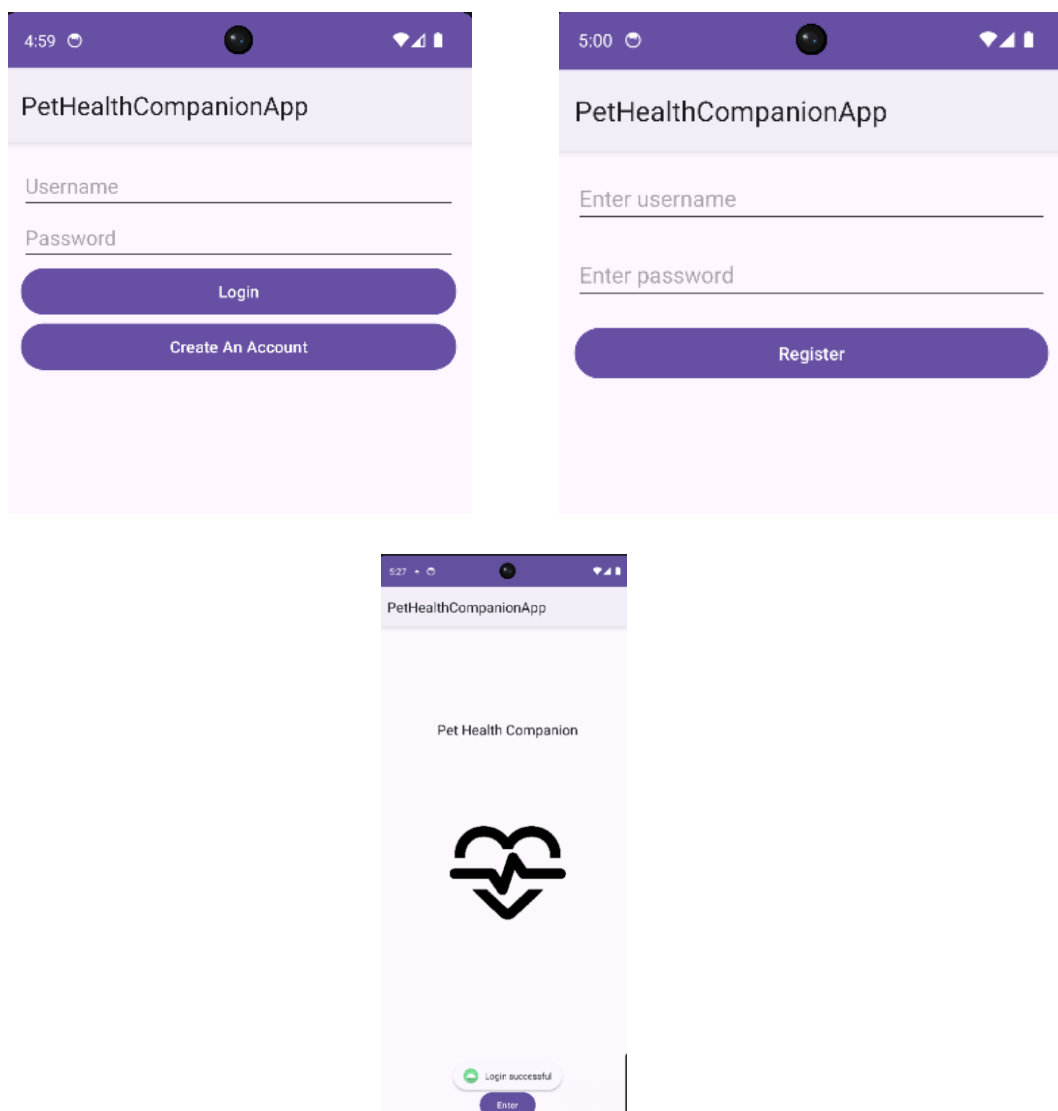 4:59
PetHealthCompanionApp
Username
Password
Login
Create An Account
5:00
PetHealthCompanionApp
Enter username
Enter password
Register
5:27
PetHealthCompanionApp
Pet Health Companion
Login successful
Enter